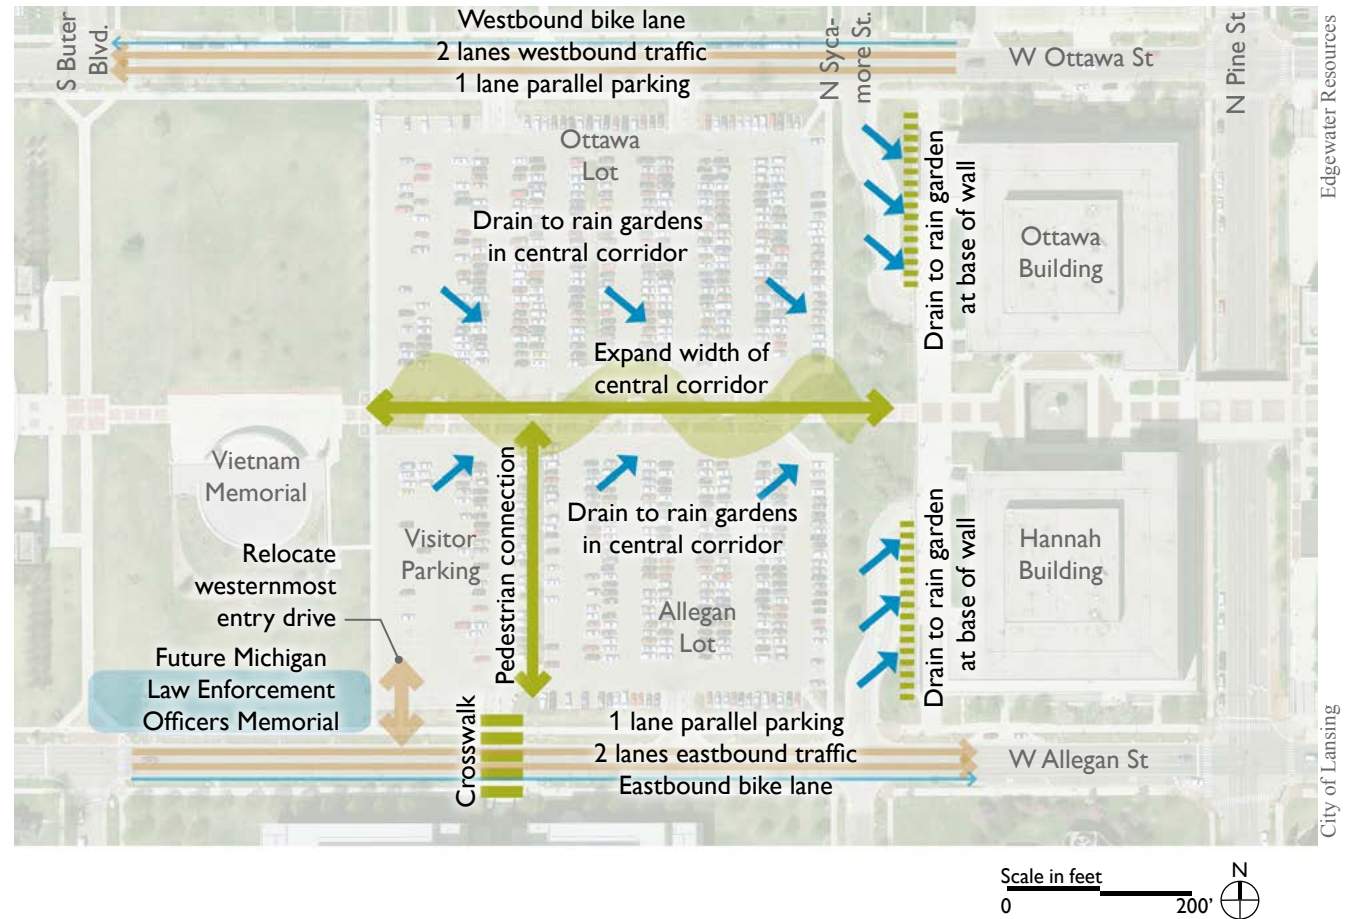 Westbound bike lane
2 lanes westbound traffic
1 lane parallel parking
S Buter
Blvd.
N Syca-
more St.
W Ottawa St
N Pine St
Edgewater Resources
Ottawa
Lot
Drain to rain gardens
in central corridor
Drain to rain garden
at base of wall
Ottawa
Building
Expand width of
central corridor
Vietnam
Memorial
Pedestrian connection
Visitor
Parking
Drain to rain gardens
in central corridor
Drain to rain garden
at base of wall
Hannah
Building
Relocate
westernmost
entry drive
Allegan
Lot
Future Michigan
Law Enforcement
Officers Memorial
Crosswalk
1 lane parallel parking
2 lanes eastbound traffic
Eastbound bike lane
W Allegan St
City of Lansing
Scale in feet
0
200'
N